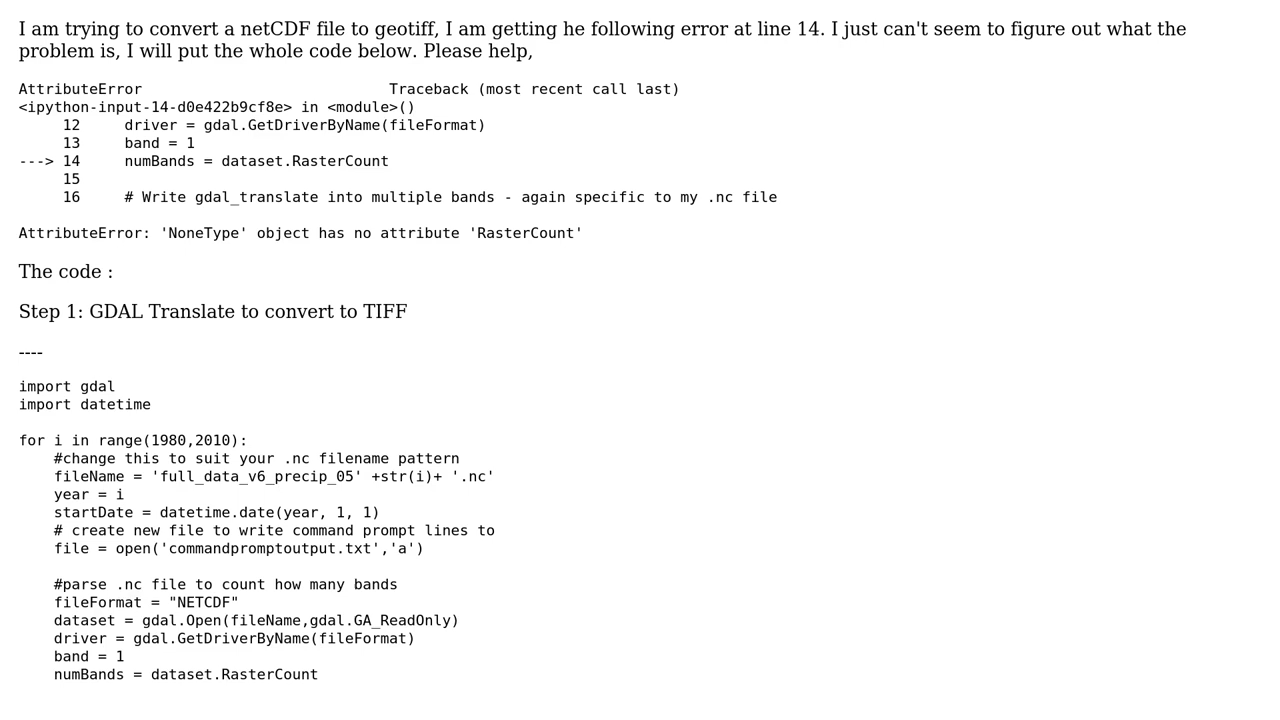 I am trying to convert a netCDF file to geotiff, I am getting he following error at line 14. I just can't seem to figure out what the
problem is, I will put the whole code below. Please help,
AttributeError                            Traceback (most recent call last)
<ipython-input-14-d0e422b9cf8e> in <module>()
     12     driver = gdal.GetDriverByName(fileFormat)
     13     band = 1
---> 14     numBands = dataset.RasterCount
     15
     16     # Write gdal_translate into multiple bands - again specific to my .nc file
AttributeError: 'NoneType' object has no attribute 'RasterCount'
The code :
Step 1: GDAL Translate to convert to TIFF
----
import gdal
import datetime
for i in range(1980,2010):
    #change this to suit your .nc filename pattern
    fileName = 'full_data_v6_precip_05' +str(i)+ '.nc'
    year = i
    startDate = datetime.date(year, 1, 1)
    # create new file to write command prompt lines to
    file = open('commandpromptoutput.txt','a')
    #parse .nc file to count how many bands
    fileFormat = "NETCDF"
    dataset = gdal.Open(fileName,gdal.GA_ReadOnly)
    driver = gdal.GetDriverByName(fileFormat)
    band = 1
    numBands = dataset.RasterCount